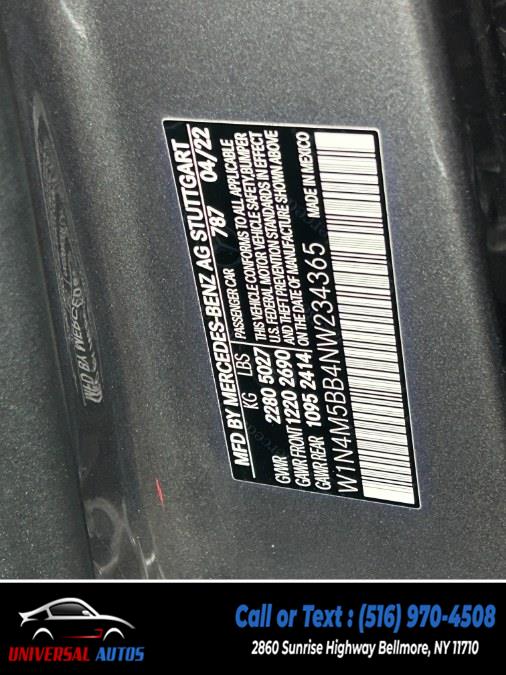 MFD BY MERCEDES-BENZ AG STUTTGART
787 04/22
KG LBS
GVWR 2280 5027
GAWR FRONT 1220 2690
GAWR REAR 1095 2414
PASSENGER CAR
THIS VEHICLE CONFORMS TO ALL APPLICABLE
U.S. FEDERAL MOTOR VEHICLE SAFETY, BUMPER
AND THEFT PREVENTION STANDARDS IN EFFECT
ON THE DATE OF MANUFACTURE SHOWN ABOVE
MADE IN MEXICO
W1N4M5BB4NW234365
UNIVERSAL AUTOS
Call or Text : (516) 970-4508
2860 Sunrise Highway Bellmore, NY 11710